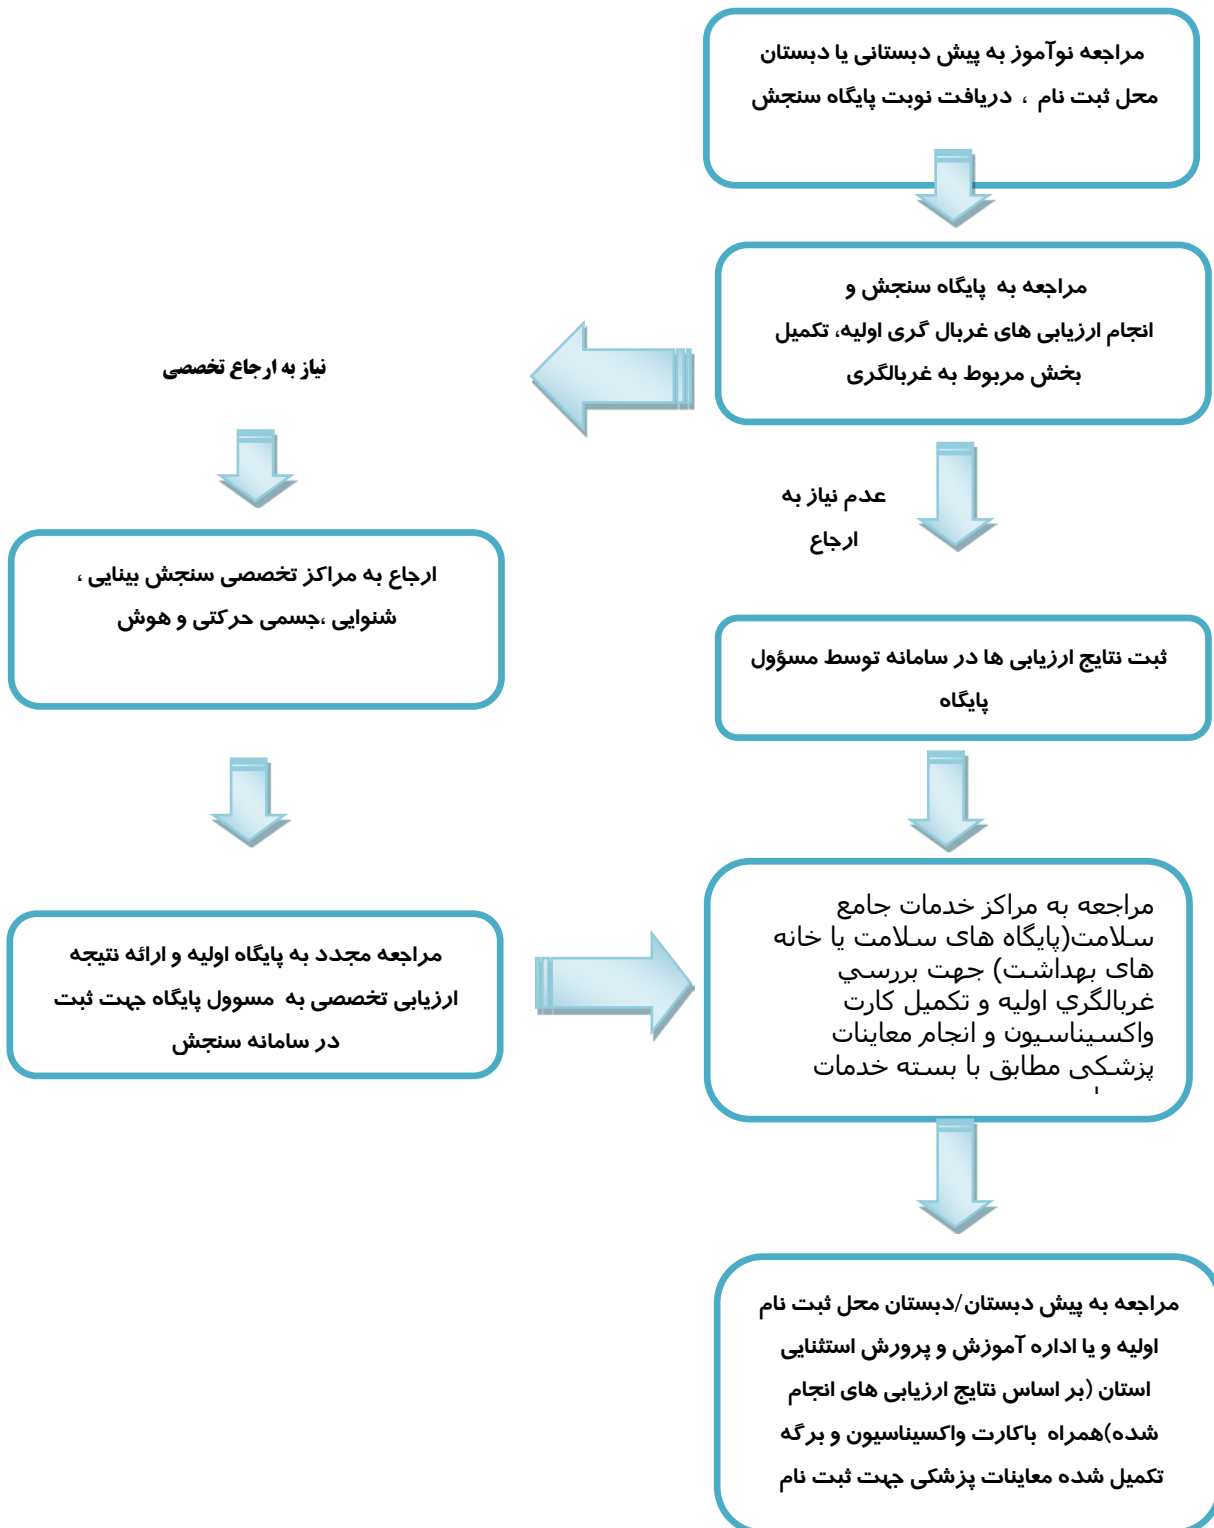 مراجعه نوآموز به پیش دبستانی یا دبستان
محل ثبت نام ، دریافت نوبت پایگاه سنجش
مراجعه به پایگاه سنجش و
انجام ارزیابی های غربال گری اولیه، تکمیل
بخش مربوط به غربالگری
نیاز به ارجاع تخصصی
عدم نیاز به
ارجاع
ارجاع به مراکز تخصصی سنجش بینایی ،
شنوایی ،جسمی حرکتی و هوش
ثبت نتایج ارزیابی ها در سامانه توسط مسؤول
پایگاه
مراجعه مجدد به پایگاه اولیه و ارائه نتیجه
ارزیابی تخصصی به مسوول پایگاه جهت ثبت
در سامانه سنجش
مراجعه به مراکز خدمات جامع
سلامت(پایگاه های سلامت یا خانه
های بهداشت) جهت بررسي
غربالگري اولیه و تکمیل کارت
واکسیناسیون و انجام معاینات
پزشکی مطابق با بسته خدمات
مراجعه به پیش دبستان/دبستان محل ثبت نام
اولیه و یا اداره آموزش و پرورش استثنایی
استان (بر اساس نتایج ارزیابی های انجام
شده)همراه باکارت واکسیناسیون و برگه
تکمیل شده معاینات پزشکی جهت ثبت نام